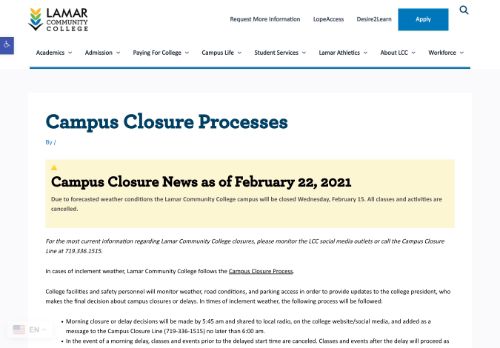 LAMAR
COMMUNITY
COLLEGE
Request More Information LopeAccess Desire2Learn Apply
Academics Admission Paying For College Campus Life Student Services Lamar Athletics About LCC Workforce
Campus Closure Processes
By /
Campus Closure News as of February 22, 2021
Due to forecasted weather conditions the Lamar Community College campus will be closed Wednesday, February 15. All classes and activities are
cancelled.
For the most current information regarding Lamar Community College closures, please monitor the LCC social media outlets or call the Campus Closure
Line at 719.336.1515.
In cases of inclement weather, Lamar Community College follows the Campus Closure Process.
College facilities and safety personnel will monitor weather, road conditions, and parking access in order to provide updates to the college president, who
makes the final decision about campus closures or delays. In times of inclement weather, the following process will be followed:
• Morning closure or delay decisions will be made by 5:45 am and shared to local radio, on the college website/social media, and added as a
message to the Campus Closure Line (719-336-1515) no later than 6:00 am.
• In the event of a morning delay, classes and events prior to the delayed start time are canceled. Classes and events after the delay will proceed as
EN